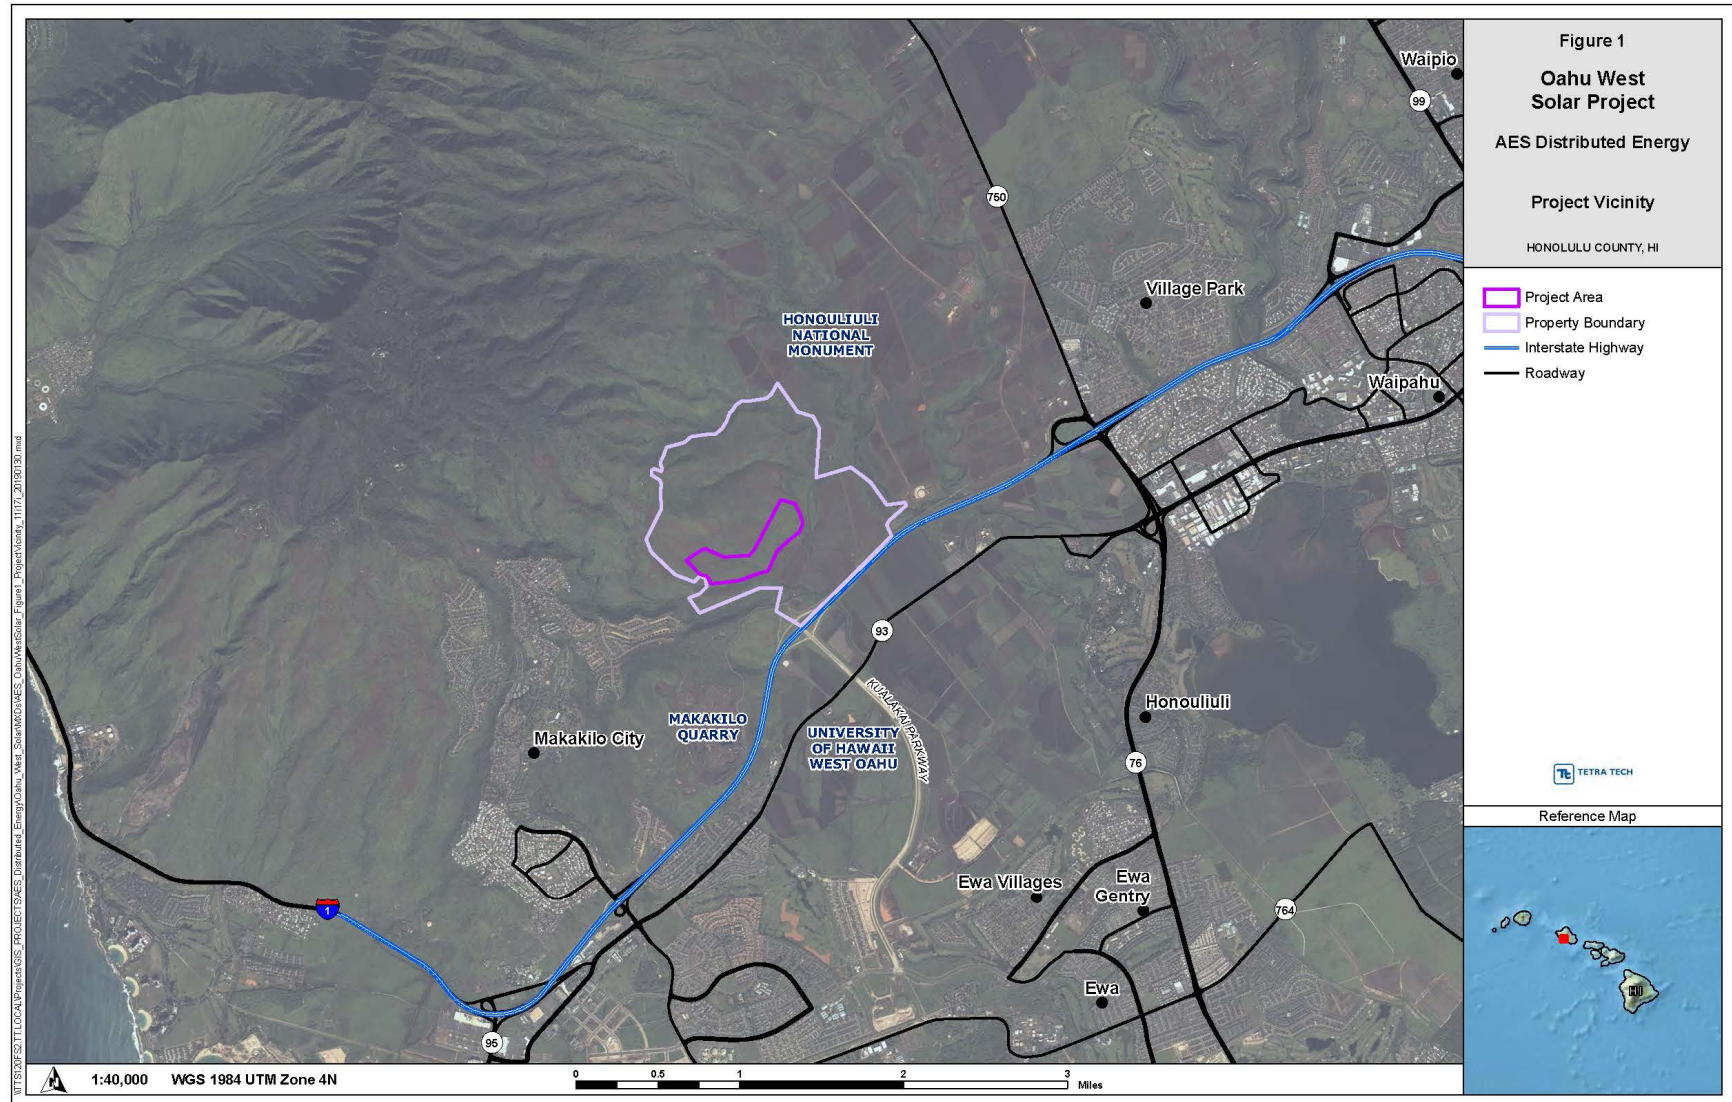 Figure 1
Oahu West
Solar Project
AES Distributed Energy
Project Vicinity
HONOLULU COUNTY, HI
Project Area
Property Boundary
Interstate Highway
Roadway
TETRA TECH
Reference Map
HI
Waipio
99
750
Village Park
HONOULIULI
NATIONAL
MONUMENT
Waipahu
93
KUALAKAI PARKWAY
Honouliuli
MAKAKILO
QUARRY
UNIVERSITY
OF HAWAII
WEST OAHU
Makakilo City
76
Ewa Villages
Ewa
Gentry
764
1
Ewa
95
N
1:40,000 WGS 1984 UTM Zone 4N
0 0.5 1 2 3
Miles